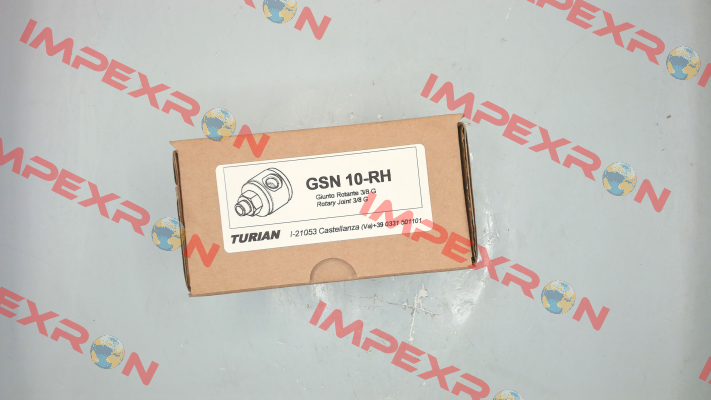 GSN 10-RH
Giunto Rotante 3/8 G
Rotary Joint 3/8 G
TURIAN I-21053 Castellanza (Va)+39 0331 501101
IMPEXRON
IMPEXRON
IMPEXRON
IMPEXRON
IMPEXRON
IMPEXRON
IMPEXRON
IMPEXRON